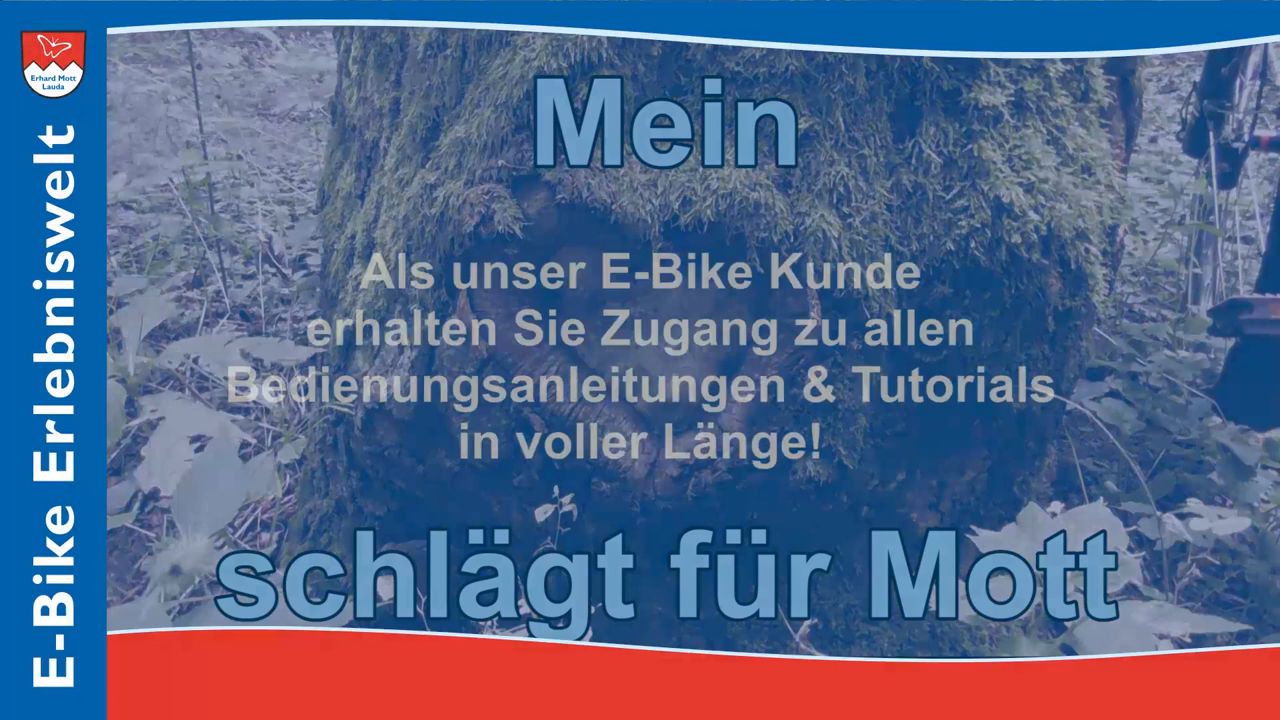 Erhard Mott
Lauda
E-Bike Erlebniswelt
Mein
Als unser E-Bike Kunde
erhalten Sie Zugang zu allen
Bedienungsanleitungen & Tutorials
in voller Länge!
schlägt für Mott